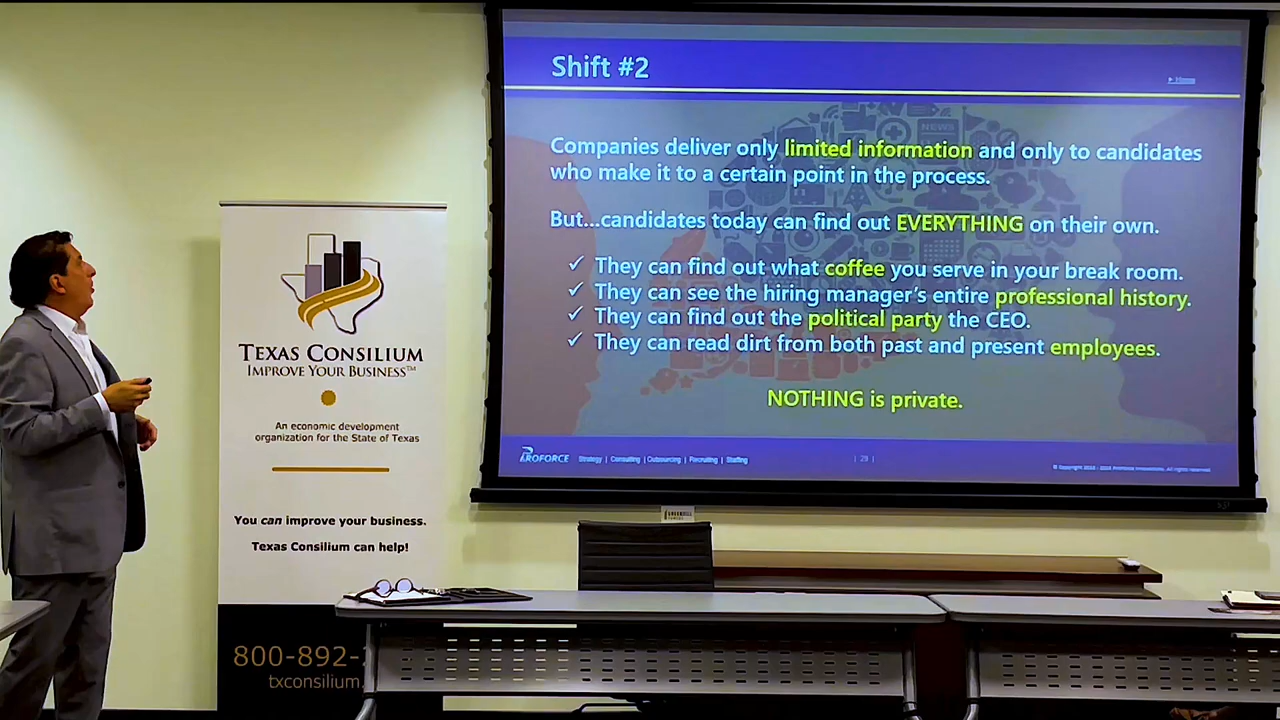 Shift #2
Home
Companies deliver only limited information and only to candidates
who make it to a certain point in the process.
But...candidates today can find out EVERYTHING on their own.
✓ They can find out what coffee you serve in your break room.
✓ They can see the hiring manager's entire professional history.
✓ They can find out the political party the CEO.
✓ They can read dirt from both past and present employees.
NOTHING is private.
PROFORCE Strategy | Consulting | Outsourcing | Recruiting | Staffing
NEWS
TEXAS CONSILIUM
IMPROVE YOUR BUSINESS™
An economic development
organization for the State of Texas
You can improve your business.
Texas Consilium can help!
800-892-
txconsilium.